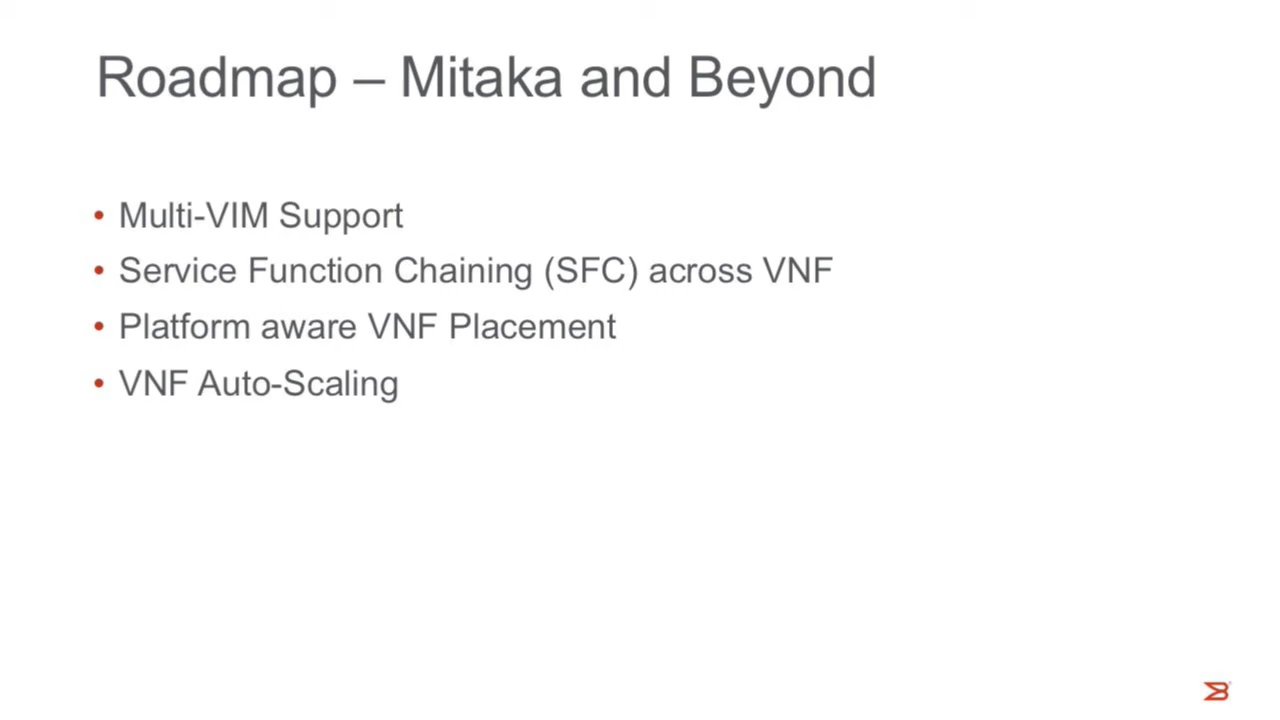 Roadmap – Mitaka and Beyond
• Multi-VIM Support
• Service Function Chaining (SFC) across VNF
• Platform aware VNF Placement
• VNF Auto-Scaling